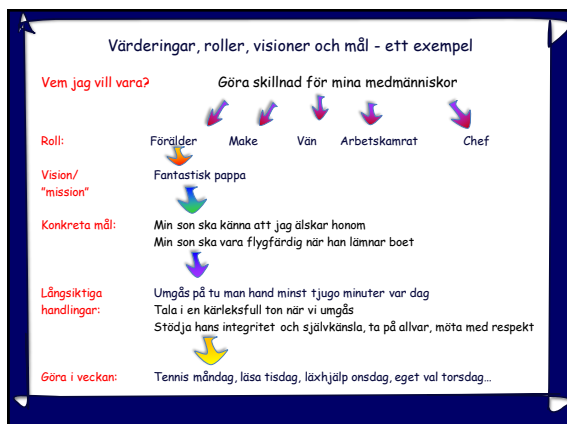 Värderingar, roller, visioner och mål - ett exempel
Vem jag vill vara? Göra skillnad för mina medmänniskor
Roll: Förälder Make Vän Arbetskamrat Chef
Vision/ Fantastisk pappa
"mission"
Konkreta mål: Min son ska känna att jag älskar honom
Min son ska vara flygfärdig när han lämnar boet
Långsiktiga Umgås på tu man hand minst tjugo minuter var dag
handlingar: Tala i en kärleksfull ton när vi umgås
Stödja hans integritet och självkänsla, ta på allvar, möta med respekt
Göra i veckan: Tennis måndag, läsa tisdag, läxhjälp onsdag, eget val torsdag…